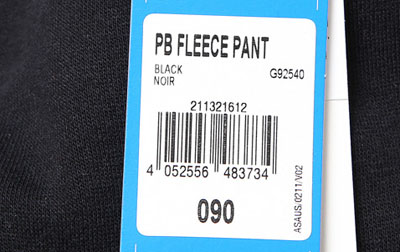 PB FLEECE PANT
BLACK G92540
NOIR
211321612
4 052556 483734
090
ASAUS:0211/V02